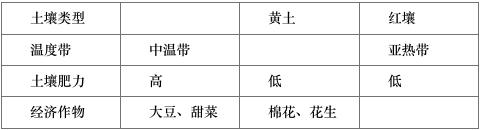 土壤类型 黄土 红壤
温度带 中温带 亚热带
土壤肥力 高 低 低
经济作物 大豆、甜菜 棉花、花生